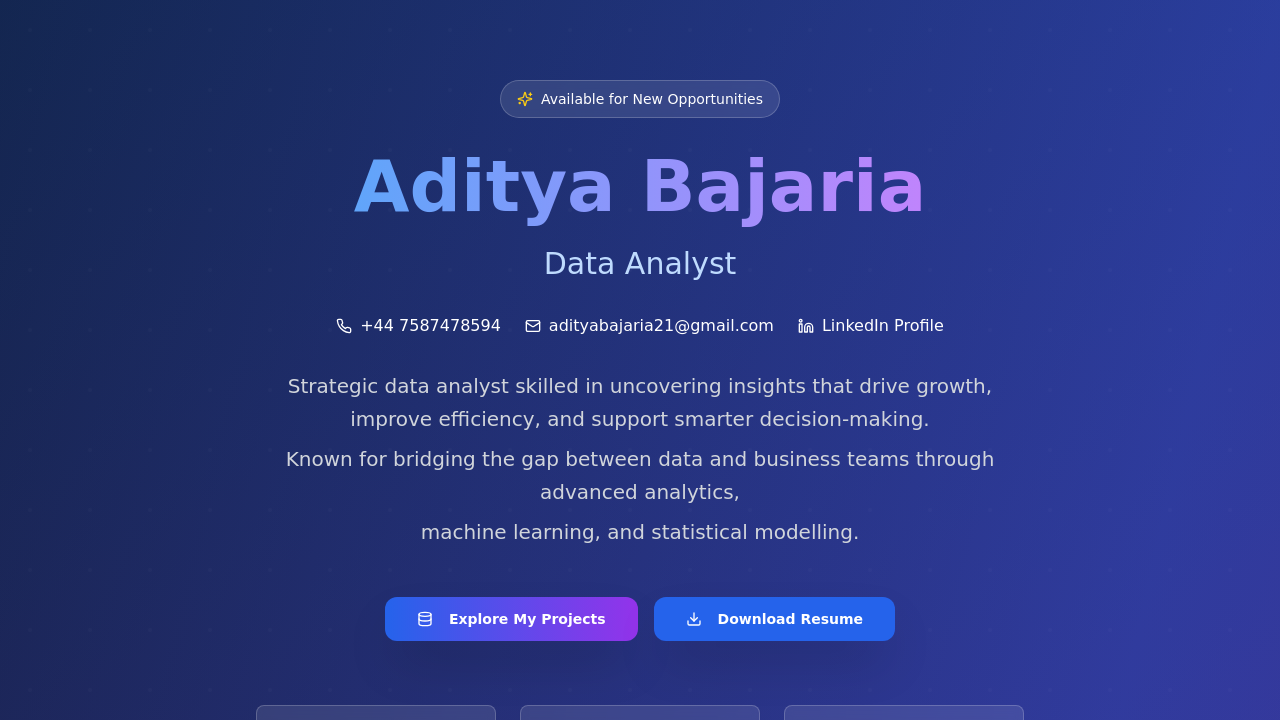 Available for New Opportunities
Aditya Bajaria
Data Analyst
+44 7587478594 adityabajaria21@gmail.com LinkedIn Profile
Strategic data analyst skilled in uncovering insights that drive growth,
improve efficiency, and support smarter decision-making.
Known for bridging the gap between data and business teams through
advanced analytics,
machine learning, and statistical modelling.
Explore My Projects Download Resume